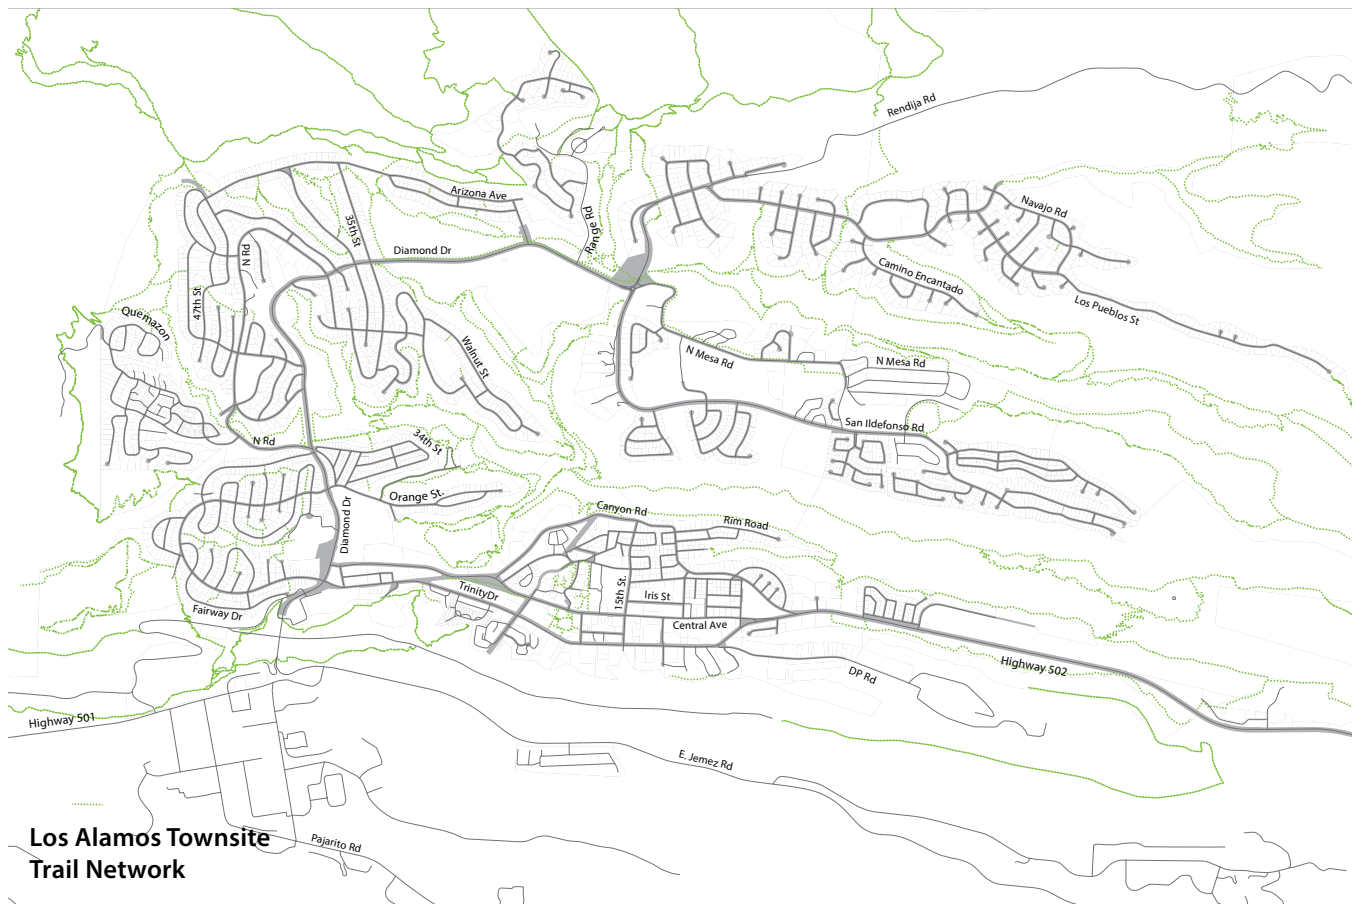 Rendija Rd
Arizona Ave
Navajo Rd
35th St
Range Rd
Diamond Dr
N Rd
Camino Encantado
47th St.
Los Pueblos St
Quemazon
Walnut St
N Mesa Rd
N Mesa Rd
San Ildefonso Rd
N Rd
34th St
Orange St.
Diamond Dr
Canyon Rd
Rim Road
TrinityDr
15th St.
Iris St
Fairway Dr
Central Ave
Highway 502
DP Rd
Highway 501
E. Jemez Rd
Los Alamos Townsite
Trail Network
Pajarito Rd